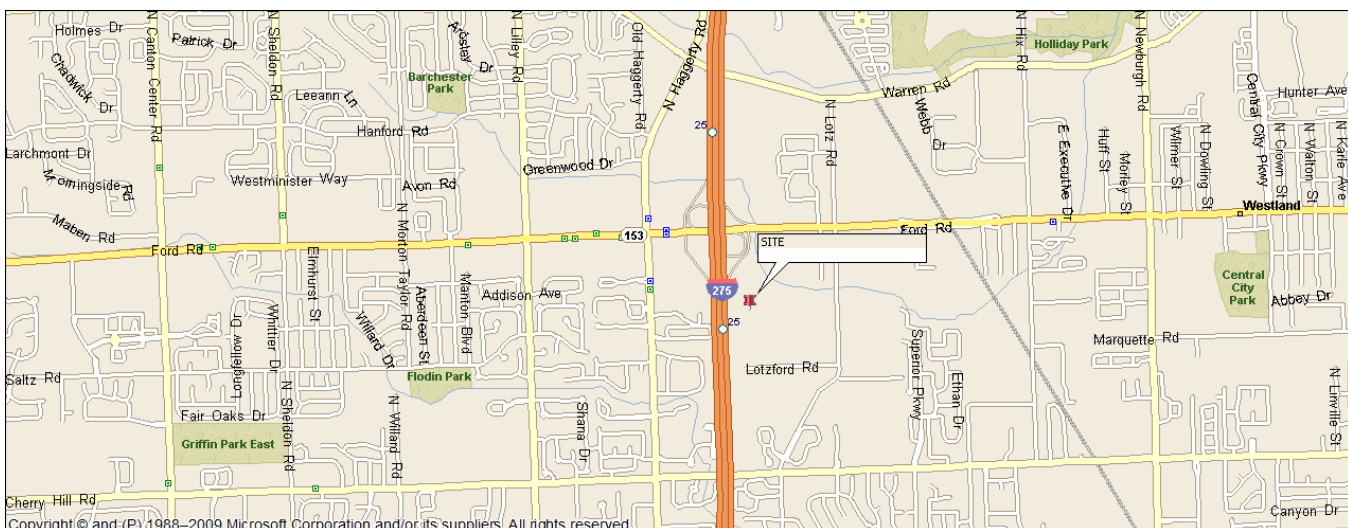 Holmes Dr
Patrick Dr
Chadwick Dr
N Canton Center Rd
N Sheldon Rd
Leeann Ln
Hanford Rd
Larchmont Dr
Morningside Rd
Westminister Way
Avon Rd
Maben Rd
Ford Rd
Barchester
Park
N Lilley Rd
Old Haggerty Rd
N Haggerty Rd
Greenwood Dr
25
153
275
SITE
25
Warren Rd
N Lotz Rd
Webb Dr
N Hix Rd
Holliday Park
N Newburgh Rd
E Executive Dr
Huff St
Morley St
Wilmer St
N Dowling St
Central City Pkwy
Hunter Ave
N Crown St
N Walton St
N Karle Ave
Westland
Ford Rd
Central
City
Park
Abbey Dr
Marquette Rd
N Linville St
Canyon Dr
Elmhurst St
N Morton Taylor Rd
Aberdeen St
Manton Blvd
Addison Ave
Willard Dr
Whittier Dr
Longfellow Dr
Saltz Rd
Flodin Park
Fair Oaks Dr
Griffin Park East
N Sheldon Rd
N Willard Rd
Shana Dr
Lotzford Rd
Superior Pkwy
Ethan Dr
Cherry Hill Rd
Copyright © and (P) 1988–2009 Microsoft Corporation and/or its suppliers. All rights reserved.